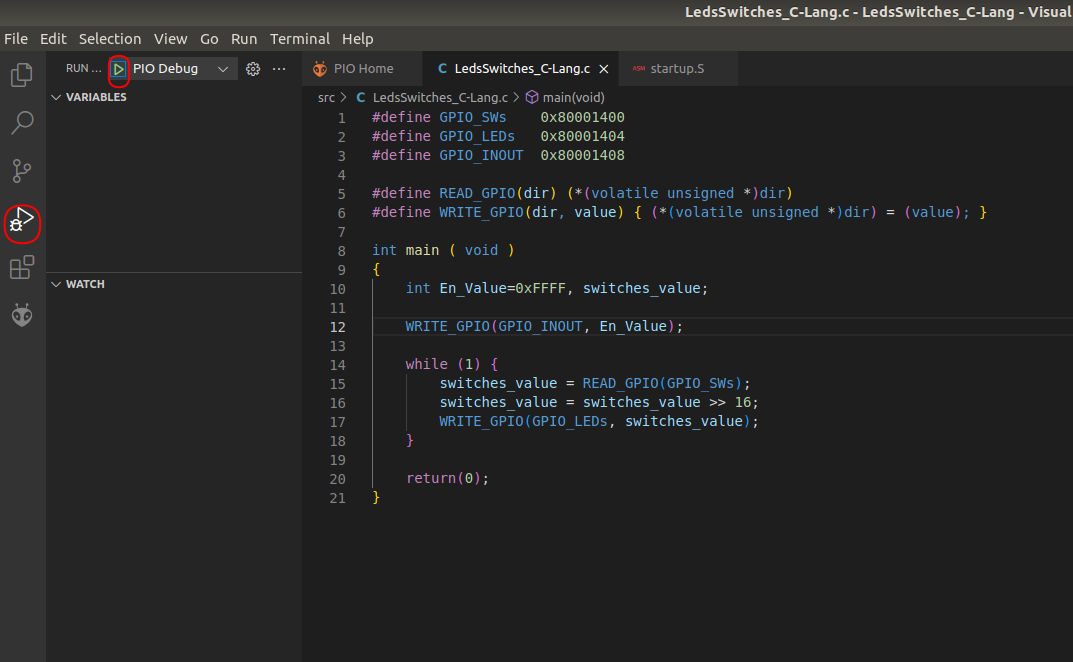 LedsSwitches_C-Lang.c - LedsSwitches_C-Lang - Visual
File Edit Selection View Go Run Terminal Help
RUN ... PIO Debug ...
PIO Home C LedsSwitches_C-Lang.c × ASM startup.S
VARIABLES
src > C LedsSwitches_C-Lang.c > main(void)
1 #define GPIO_SWs    0x80001400
2 #define GPIO_LEDs   0x80001404
3 #define GPIO_INOUT  0x80001408
4
5 #define READ_GPIO(dir) (*(volatile unsigned *)dir)
6 #define WRITE_GPIO(dir, value) { (*(volatile unsigned *)dir) = (value); }
7
8 int main ( void )
9 {
10     int En_Value=0xFFFF, switches_value;
11
12     WRITE_GPIO(GPIO_INOUT, En_Value);
13
14     while (1) {
15         switches_value = READ_GPIO(GPIO_SWs);
16         switches_value = switches_value >> 16;
17         WRITE_GPIO(GPIO_LEDs, switches_value);
18     }
19
20     return(0);
21 }
WATCH